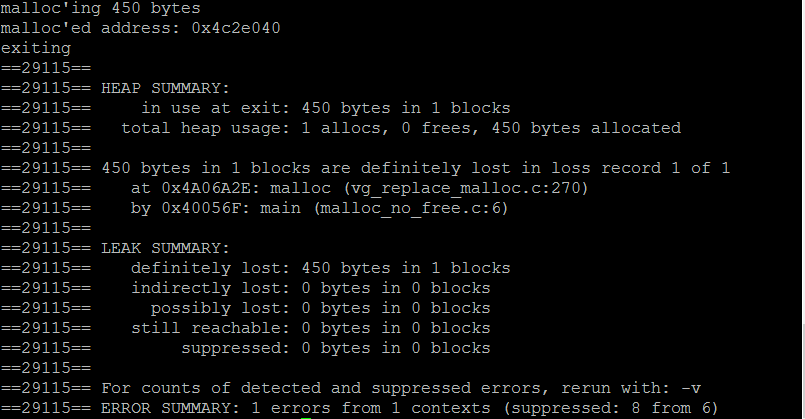 malloc'ing 450 bytes
malloc'ed address: 0x4c2e040
exiting
==29115==
==29115== HEAP SUMMARY:
==29115==     in use at exit: 450 bytes in 1 blocks
==29115==   total heap usage: 1 allocs, 0 frees, 450 bytes allocated
==29115==
==29115== 450 bytes in 1 blocks are definitely lost in loss record 1 of 1
==29115==    at 0x4A06A2E: malloc (vg_replace_malloc.c:270)
==29115==    by 0x40056F: main (malloc_no_free.c:6)
==29115==
==29115== LEAK SUMMARY:
==29115==    definitely lost: 450 bytes in 1 blocks
==29115==    indirectly lost: 0 bytes in 0 blocks
==29115==      possibly lost: 0 bytes in 0 blocks
==29115==    still reachable: 0 bytes in 0 blocks
==29115==         suppressed: 0 bytes in 0 blocks
==29115==
==29115== For counts of detected and suppressed errors, rerun with: -v
==29115== ERROR SUMMARY: 1 errors from 1 contexts (suppressed: 8 from 6)